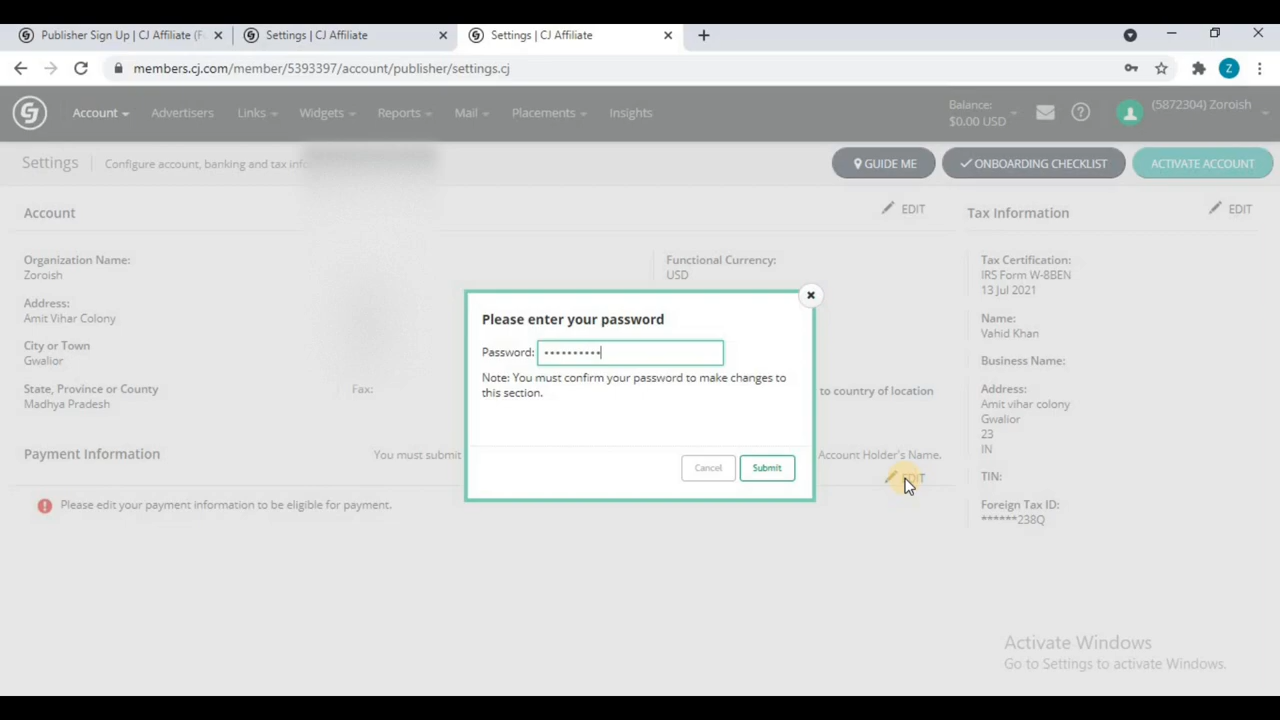 Publisher Sign Up | CJ Affiliate (F
Settings | CJ Affiliate
Settings | CJ Affiliate
members.cj.com/member/5393397/account/publisher/settings.cj
Z
Account
Advertisers
Links
Widgets
Reports
Mail
Placements
Insights
Balance:
$0.00 USD
(5872304) Zoroish
Settings
Configure account, banking and tax info
GUIDE ME
ONBOARDING CHECKLIST
ACTIVATE ACCOUNT
Account
EDIT
Organization Name:
Zoroish
Address:
Amit Vihar Colony
City or Town
Gwalior
State, Province or County
Madhya Pradesh
Fax:
Functional Currency:
USD
to country of location
Please enter your password
Password: ••••••••••
Note: You must confirm your password to make changes to
this section.
Cancel
Submit
Payment Information
You must submit
Account Holder's Name.
EDIT
Please edit your payment information to be eligible for payment.
Tax Information
EDIT
Tax Certification:
IRS Form W-8BEN
13 Jul 2021
Name:
Vahid Khan
Business Name:
Address:
Amit vihar colony
Gwalior
23
IN
TIN:
Foreign Tax ID:
******238Q
Activate Windows
Go to Settings to activate Windows.